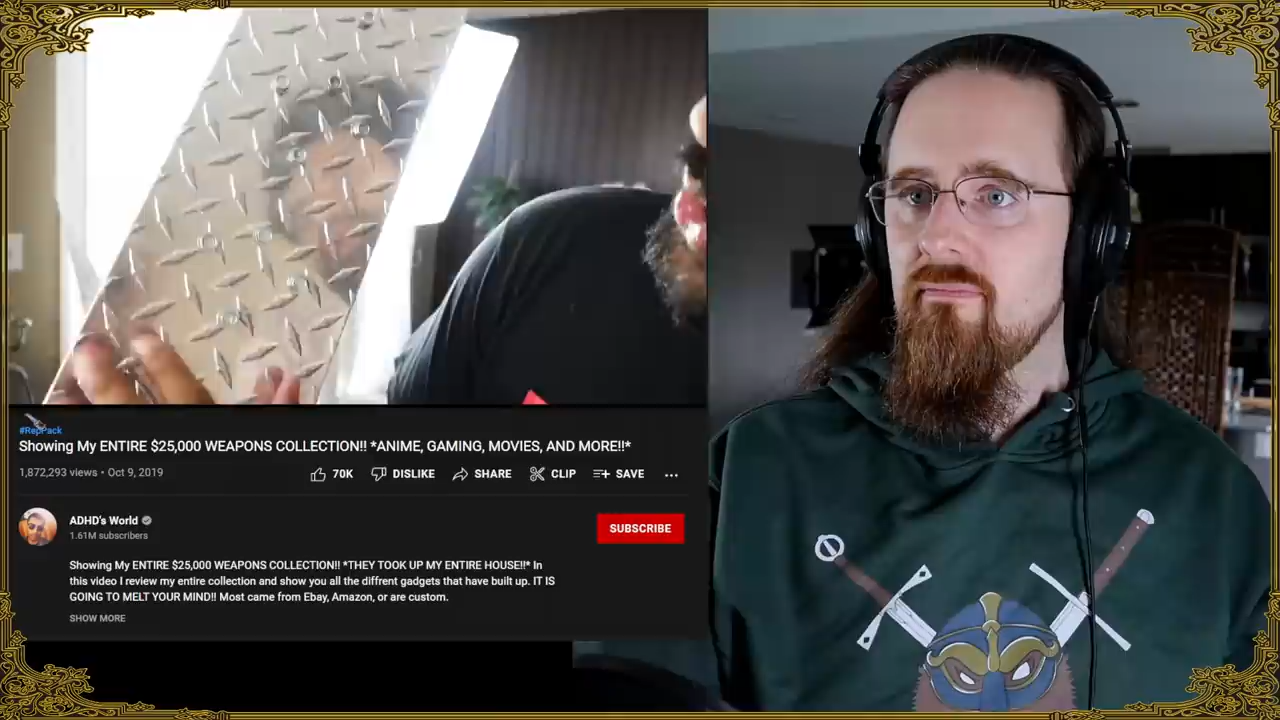 #RepPack
Showing My ENTIRE $25,000 WEAPONS COLLECTION!! *ANIME, GAMING, MOVIES, AND MORE!!*
1,872,293 views • Oct 9, 2019
70K DISLIKE SHARE CLIP SAVE ...
ADHD's World
1.61M subscribers
SUBSCRIBE
Showing My ENTIRE $25,000 WEAPONS COLLECTION!! *THEY TOOK UP MY ENTIRE HOUSE!!* In
this video I review my entire collection and show you all the diffrent gadgets that have built up. IT IS
GOING TO MELT YOUR MIND!! Most came from Ebay, Amazon, or are custom.
SHOW MORE